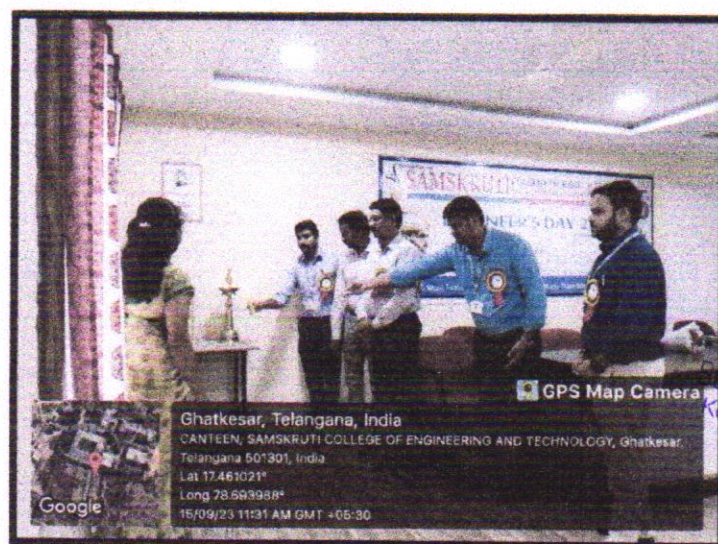 SAMSKRUTI
NEER'S DAY 2
GPS Map Camera
Ghatkesar, Telangana, India
CANTEEN, SAMSKRUTI COLLEGE OF ENGINEERING AND TECHNOLOGY, Ghatkesar,
Telangana 501301, India
Lat 17.461021°
Long 78.693988°
15/09/23 11:31 AM GMT +05:30
Google